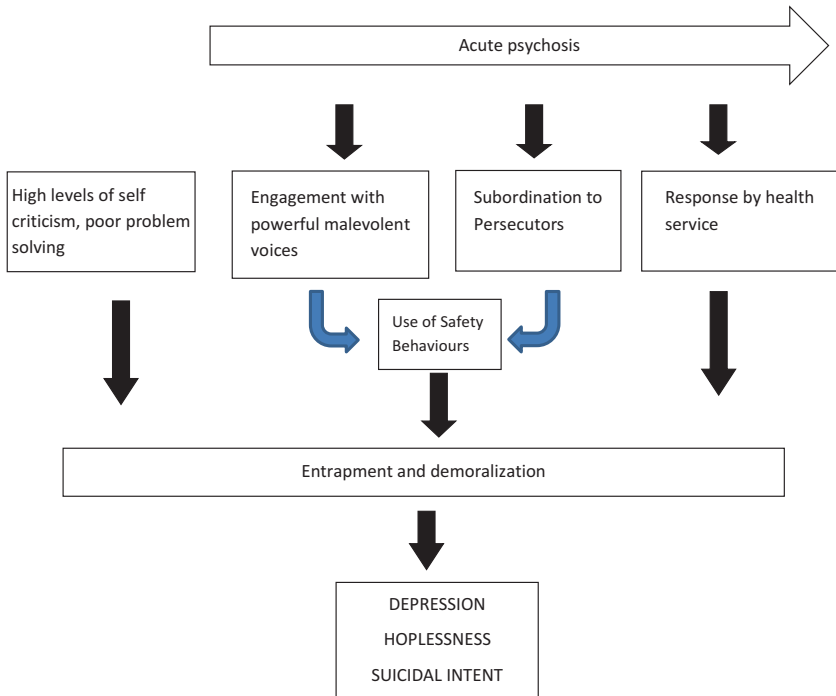 Acute psychosis
High levels of self
criticism, poor problem
solving
Engagement with
powerful malevolent
voices
Subordination to
Persecutors
Response by health
service
Use of Safety
Behaviours
Entrapment and demoralization
DEPRESSION
HOPLESSNESS
SUICIDAL INTENT